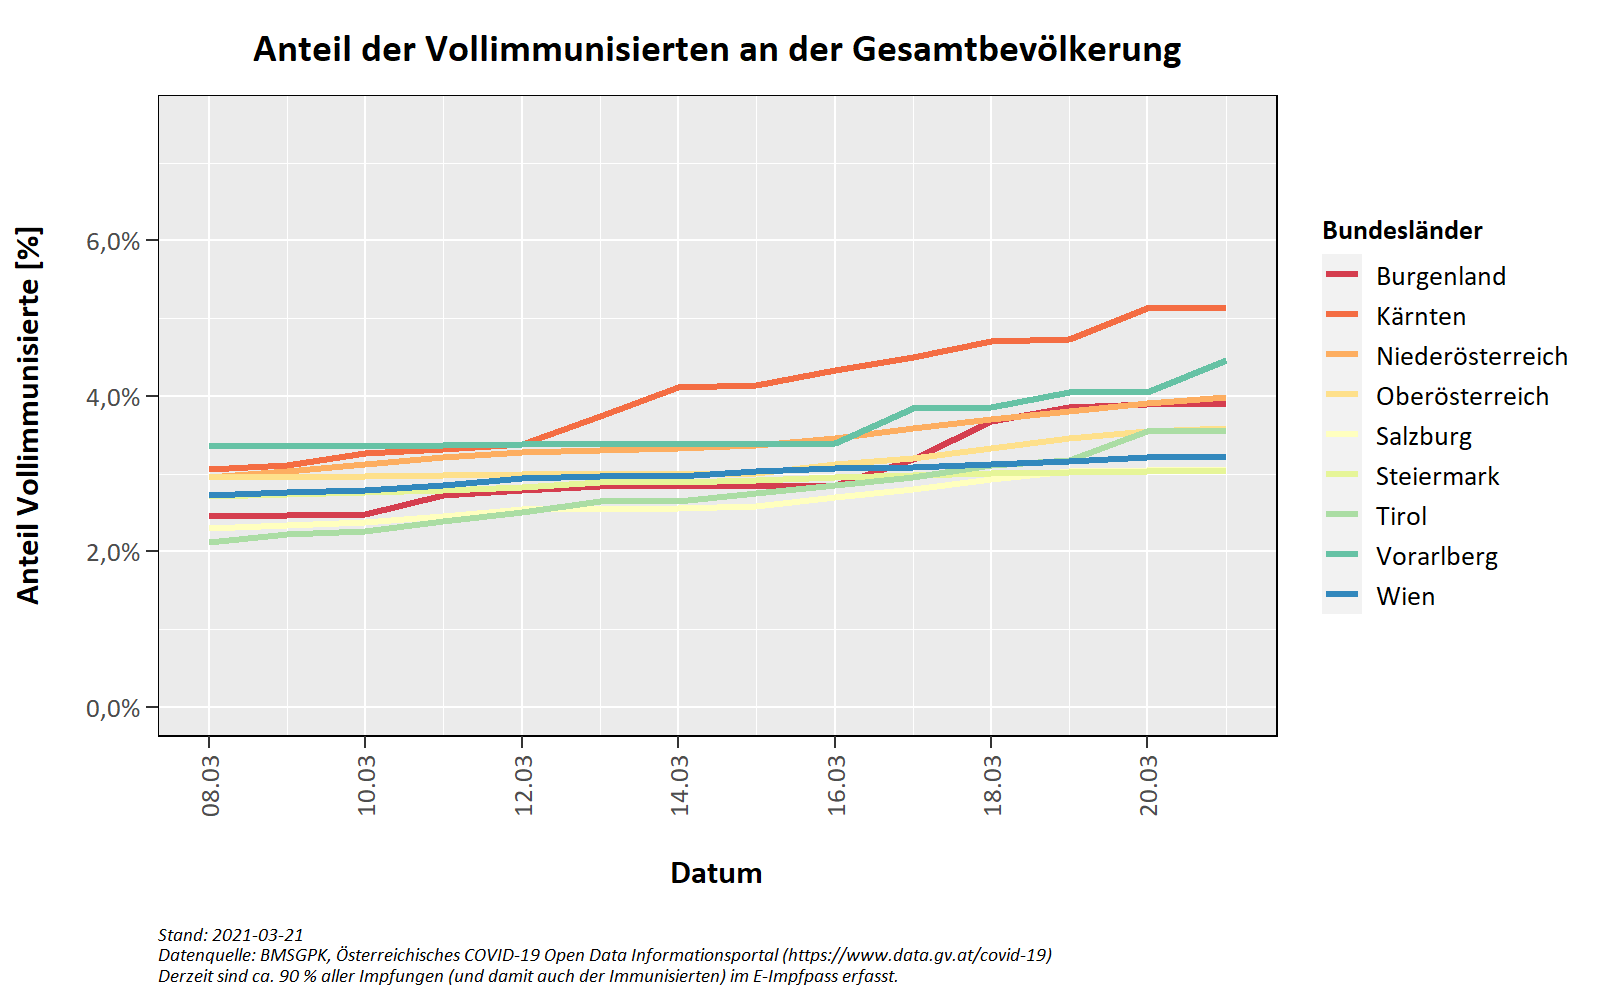 Anteil der Vollimmunisierten an der Gesamtbevölkerung
Anteil Vollimmunisierte [%]
6,0%
4,0%
2,0%
0,0%
08.03
10.03
12.03
14.03
16.03
18.03
20.03
Datum
Bundesländer
Burgenland
Kärnten
Niederösterreich
Oberösterreich
Salzburg
Steiermark
Tirol
Vorarlberg
Wien
Stand: 2021-03-21
Datenquelle: BMSGPK, Österreichisches COVID-19 Open Data Informationsportal (https://www.data.gv.at/covid-19)
Derzeit sind ca. 90 % aller Impfungen (und damit auch der Immunisierten) im E-Impfpass erfasst.